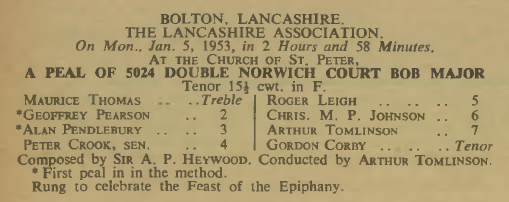 BOLTON, LANCASHIRE.
THE LANCASHIRE ASSOCIATION.
On Mon., Jan. 5, 1953, in 2 Hours and 58 Minutes,
AT THE CHURCH OF ST. PETER,
A PEAL OF 5024 DOUBLE NORWICH COURT BOB MAJOR
Tenor 15½ cwt. in F.
MAURICE THOMAS .. ..Treble
*GEOFFREY PEARSON .. 2
*ALAN PENDLEBURY .. .. 3
PETER CROOK, SEN. .. .. 4
ROGER LEIGH .. .. .. .. 5
CHRIS. M. P. JOHNSON .. 6
ARTHUR TOMLINSON .. .. 7
GORDON CORBY .. .. ..Tenor
Composed by SIR A. P. HEYWOOD. Conducted by ARTHUR TOMLINSON.
* First peal in in the method.
Rung to celebrate the Feast of the Epiphany.